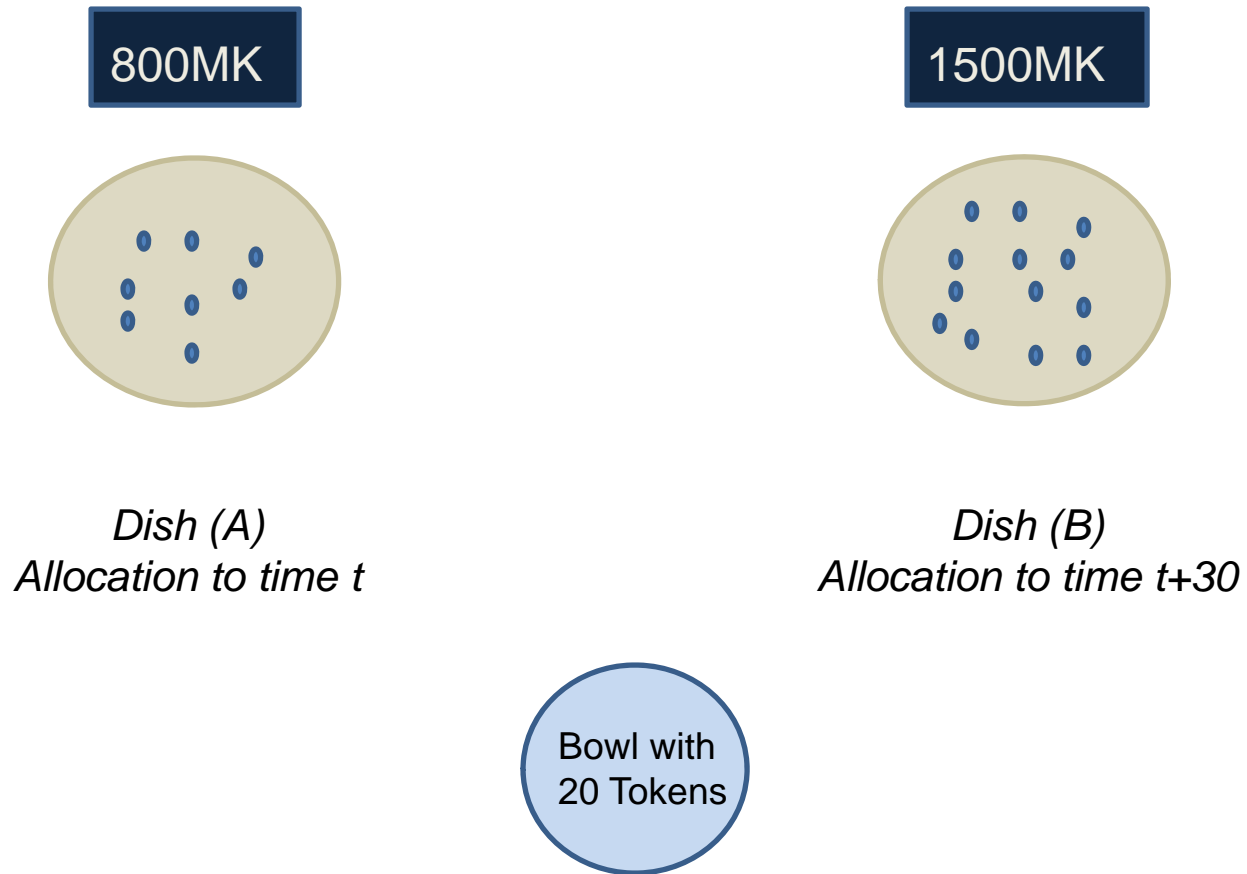 800MK
1500MK
Dish (A)
Allocation to time t
Dish (B)
Allocation to time t+30
Bowl with
20 Tokens